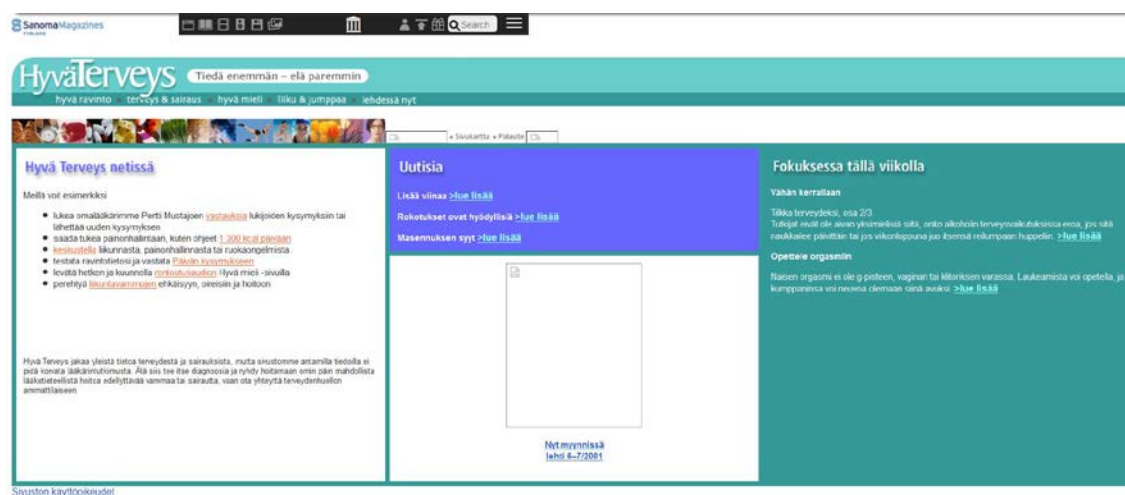 SanomaMagazines
FINLAND
Search
HyväTerveys
Tiedä enemmän – elä paremmin
hyvä ravinto terveys & sairaus hyvä mieli liiku & jumppaa lehdessä nyt
Sivukartta Palaute
Hyvä Terveys netissä
Meillä voit esimerkiksi
lukea omalääkärimme Pertti Mustajoen vastauksia lukijoiden kysymyksiin tai
lähettää uuden kysymyksen
saada tukea painonhallintaan, kuten ohjeet 1 300 kcal päivään
keskustella liikunnasta, painonhallinnasta tai ruokaongelmista
testata ravintotietosi ja vastata Päivän kysymykseen
levätä hetken ja kuunnella rentoutusaudion Hyvä mieli -sivuilla
perehtyä liikuntavammojen ehkäisyyn, oireisiin ja hoitoon
Hyvä Terveys jakaa yleistä tietoa terveydestä ja sairauksista, mutta sivustomme antamilla tiedoilla ei
pidä korvata lääkärintutkimusta. Älä siis tee itse diagnoosia ja ryhdy hoitamaan omin päin mahdollista
lääketieteellistä hoitoa edellyttävää vammaa tai sairautta, vaan ota yhteyttä terveydenhuollon
ammattilaiseen
Uutisia
Lisää viinaa >lue lisää
Rokotukset ovat hyödyllisiä >lue lisää
Masennuksen syyt >lue lisää
Nyt myynnissä
lehti 6–7/2001
Fokuksessa tällä viikolla
Vähän kerrallaan
Tilkka terveydeksi, osa 2/3
Tutkijat eivät ole aivan yksimielisiä siitä, onko alkoholin terveysvaikutuksissa eroa, jos sitä
naukkailee päivittäin tai jos viikonloppuna juo itsensä reilumpaan huppeliin. >lue lisää
Opettele orgasmiin
Naisen orgasmi ei ole g-pisteen, vaginan tai klitoriksen varassa. Laukeamista voi opetella, ja
kumppaninsa voi neuvoa olemaan siinä avuksi. >lue lisää
Sivuston käyttöoikeudet